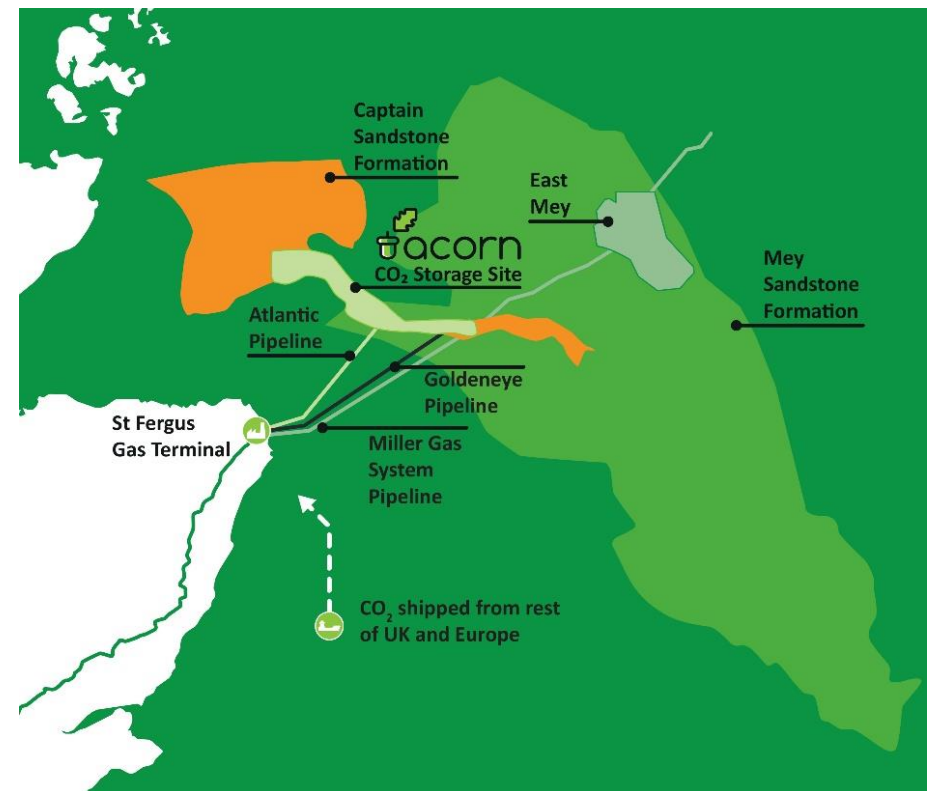 Captain
Sandstone
Formation
East
Mey
acorn
CO₂ Storage Site
Mey
Sandstone
Formation
Atlantic
Pipeline
Goldeneye
Pipeline
St Fergus
Gas Terminal
Miller Gas
System
Pipeline
CO₂ shipped from rest
of UK and Europe